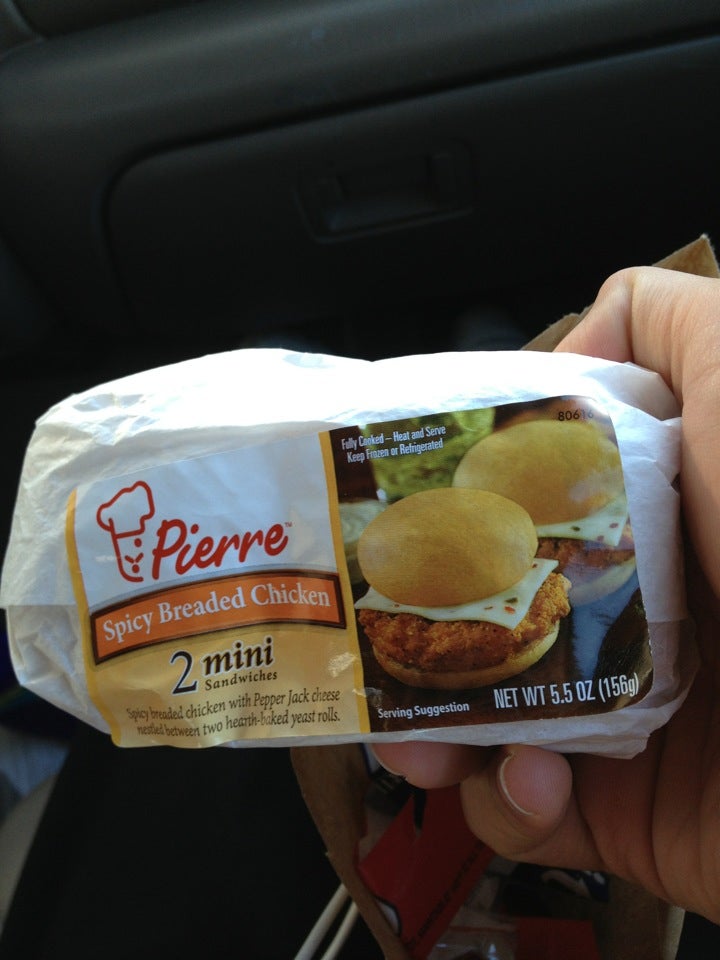 80616
Fully Cooked – Heat and Serve
Keep Frozen or Refrigerated
Pierre™
Spicy Breaded Chicken
2 mini
Sandwiches
Spicy breaded chicken with Pepper Jack cheese
nestled between two hearth-baked yeast rolls.
Serving Suggestion
NET WT 5.5 OZ (156g)